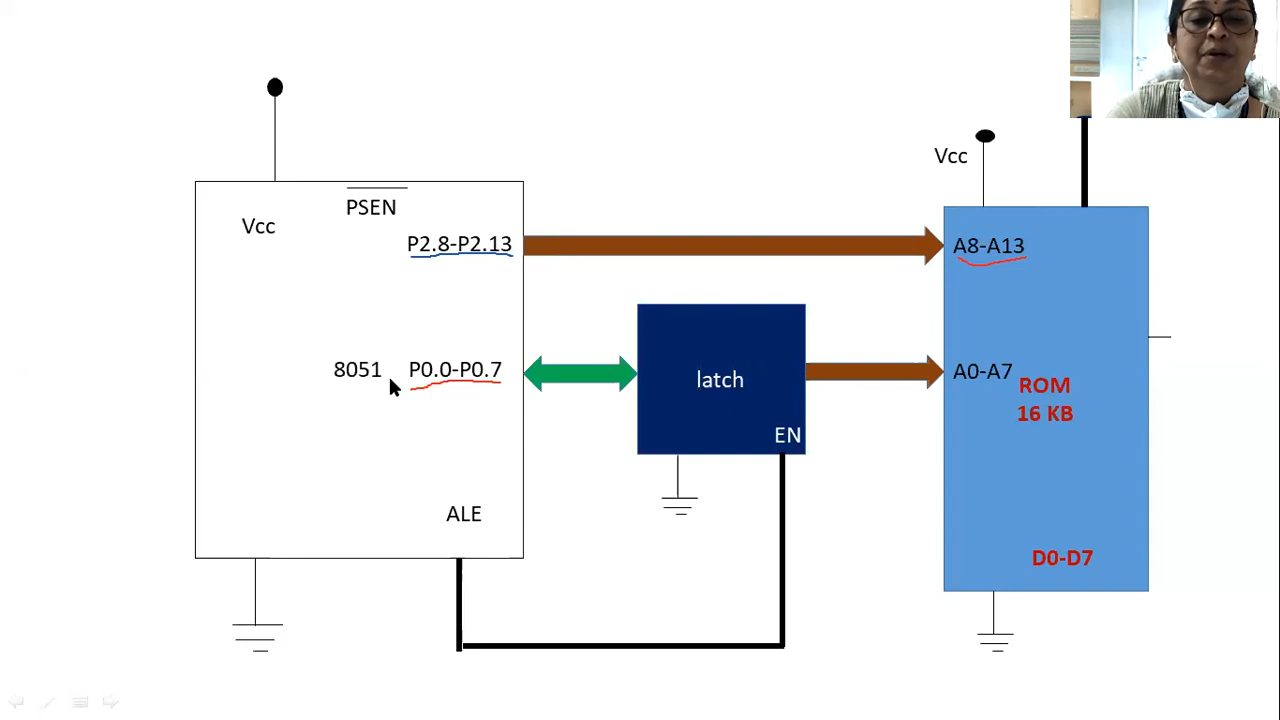 Vcc
PSEN
Vcc
P2.8-P2.13
A8-A13
8051
P0.0-P0.7
latch
A0-A7
ROM
16 KB
EN
ALE
D0-D7